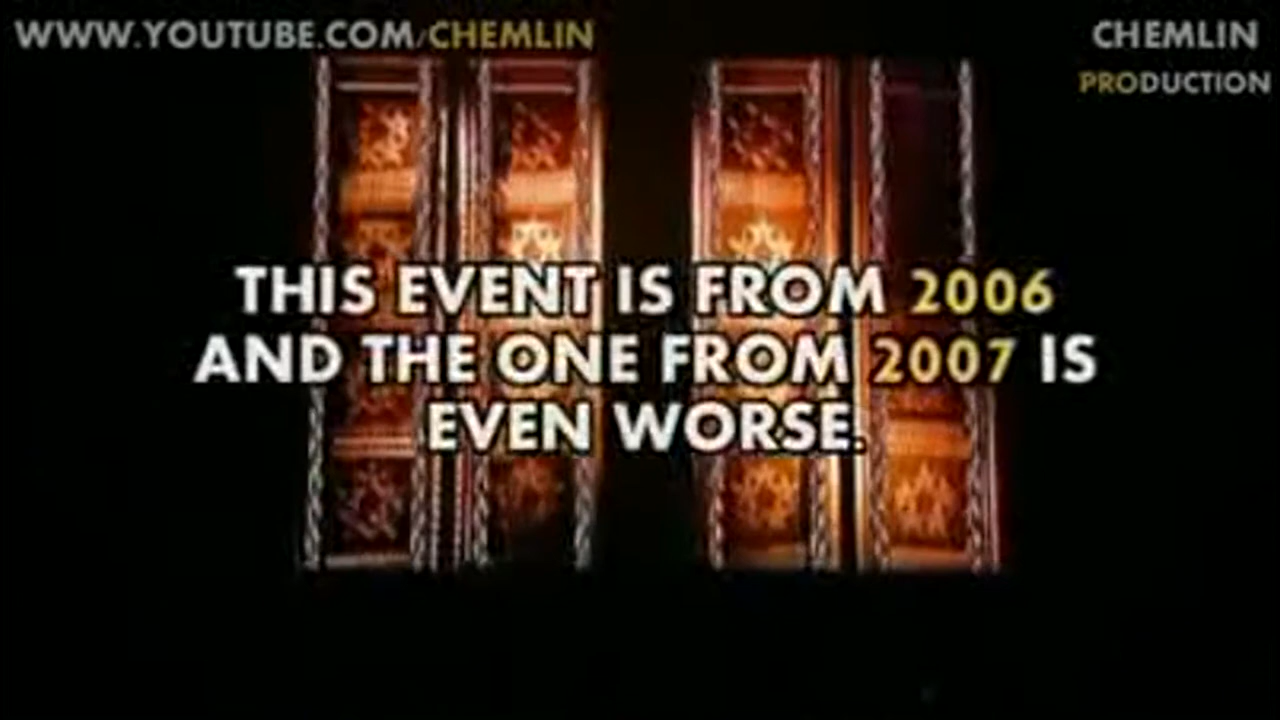 WWW.YOUTUBE.COM/CHEMLIN
CHEMLIN
PRODUCTION
THIS EVENT IS FROM 2006
AND THE ONE FROM 2007 IS
EVEN WORSE.